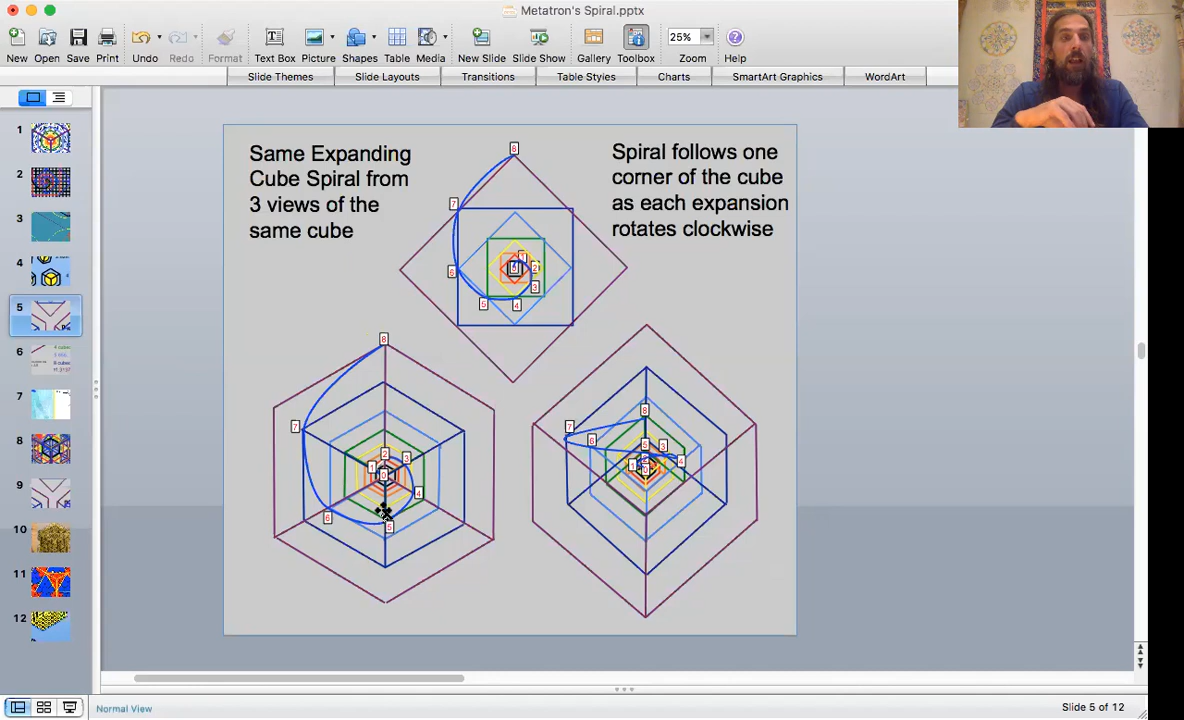 Metatron's Spiral.pptx
New Open Save Print Undo Redo Format Text Box Picture Shapes Table Media New Slide Slide Show Gallery Toolbox Zoom Help
25%
Slide Themes Slide Layouts Transitions Table Styles Charts SmartArt Graphics WordArt
1
2
3
4
5
6
7
8
9
10
11
12
Same Expanding
Cube Spiral from
3 views of the
same cube
Spiral follows one
corner of the cube
as each expansion
rotates clockwise
6
7
6
5
4
3
2
1
0
8
7
6
5
4
3
2
1
0
8
7
6
5
3
4
1
Normal View
Slide 5 of 12